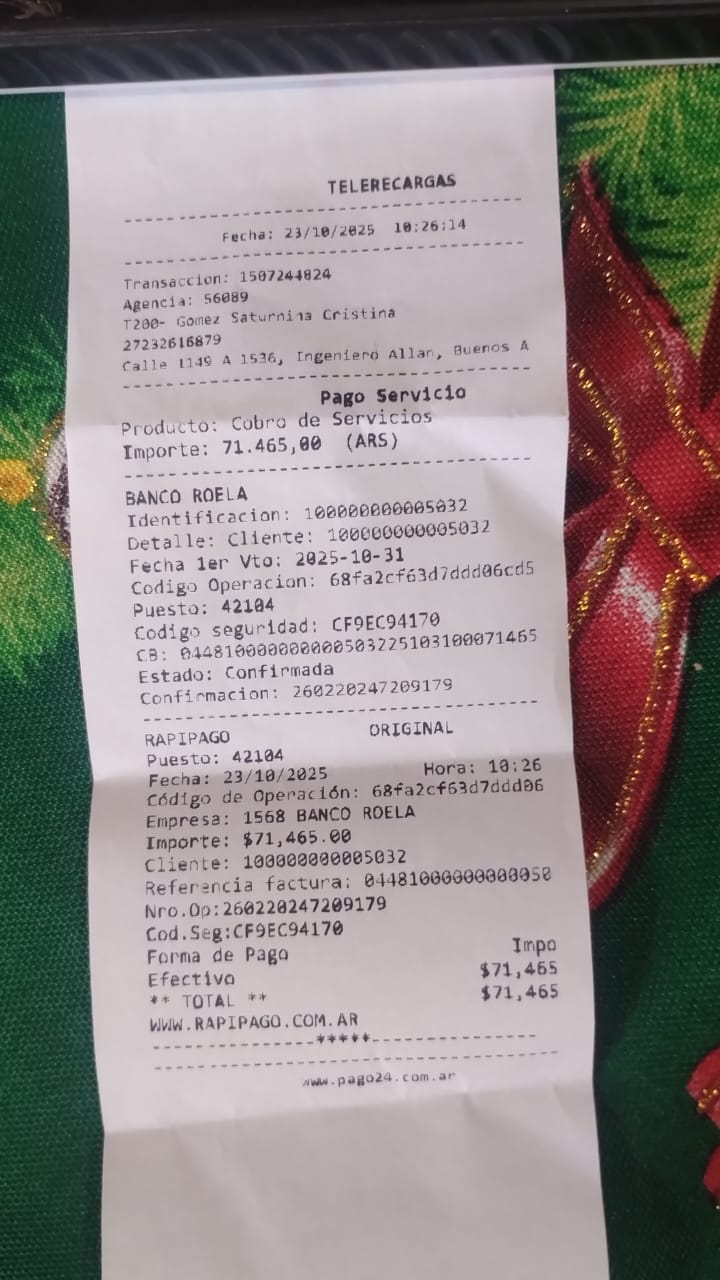 TELERECARGAS
Fecha: 23/10/2025 10:26:14
Transaccion: 1507244824
Agencia: 56089
T200- Gomez Saturnina Cristina
27232616879
Calle 1149 A 1536, Ingeniero Allan, Buenos A
Pago Servicio
Producto: Cobro de Servicios
Importe: 71.465,00 (ARS)
BANCO ROELA
Identificacion: 100000000005032
Detalle: Cliente: 100000000005032
Fecha 1er Vto: 2025-10-31
Codigo Operacion: 68fa2cf63d7ddd06cd5
Puesto: 42104
Codigo seguridad: CF9EC94170
CB: 044810000000000503225103100071465
Estado: Confirmada
Confirmacion: 260220247209179
RAPIPAGO ORIGINAL
Puesto: 42104
Fecha: 23/10/2025 Hora: 10:26
Código de Operación: 68fa2cf63d7ddd06
Empresa: 1568 BANCO ROELA
Importe: $71,465.00
Cliente: 100000000005032
Referencia factura: 04481000000000050
Nro.Op:260220247209179
Cod.Seg:CF9EC94170
Forma de Pago Impo
Efectivo $71,465
** TOTAL ** $71,465
WWW.RAPIPAGO.COM.AR
*****
www.pago24.com.ar